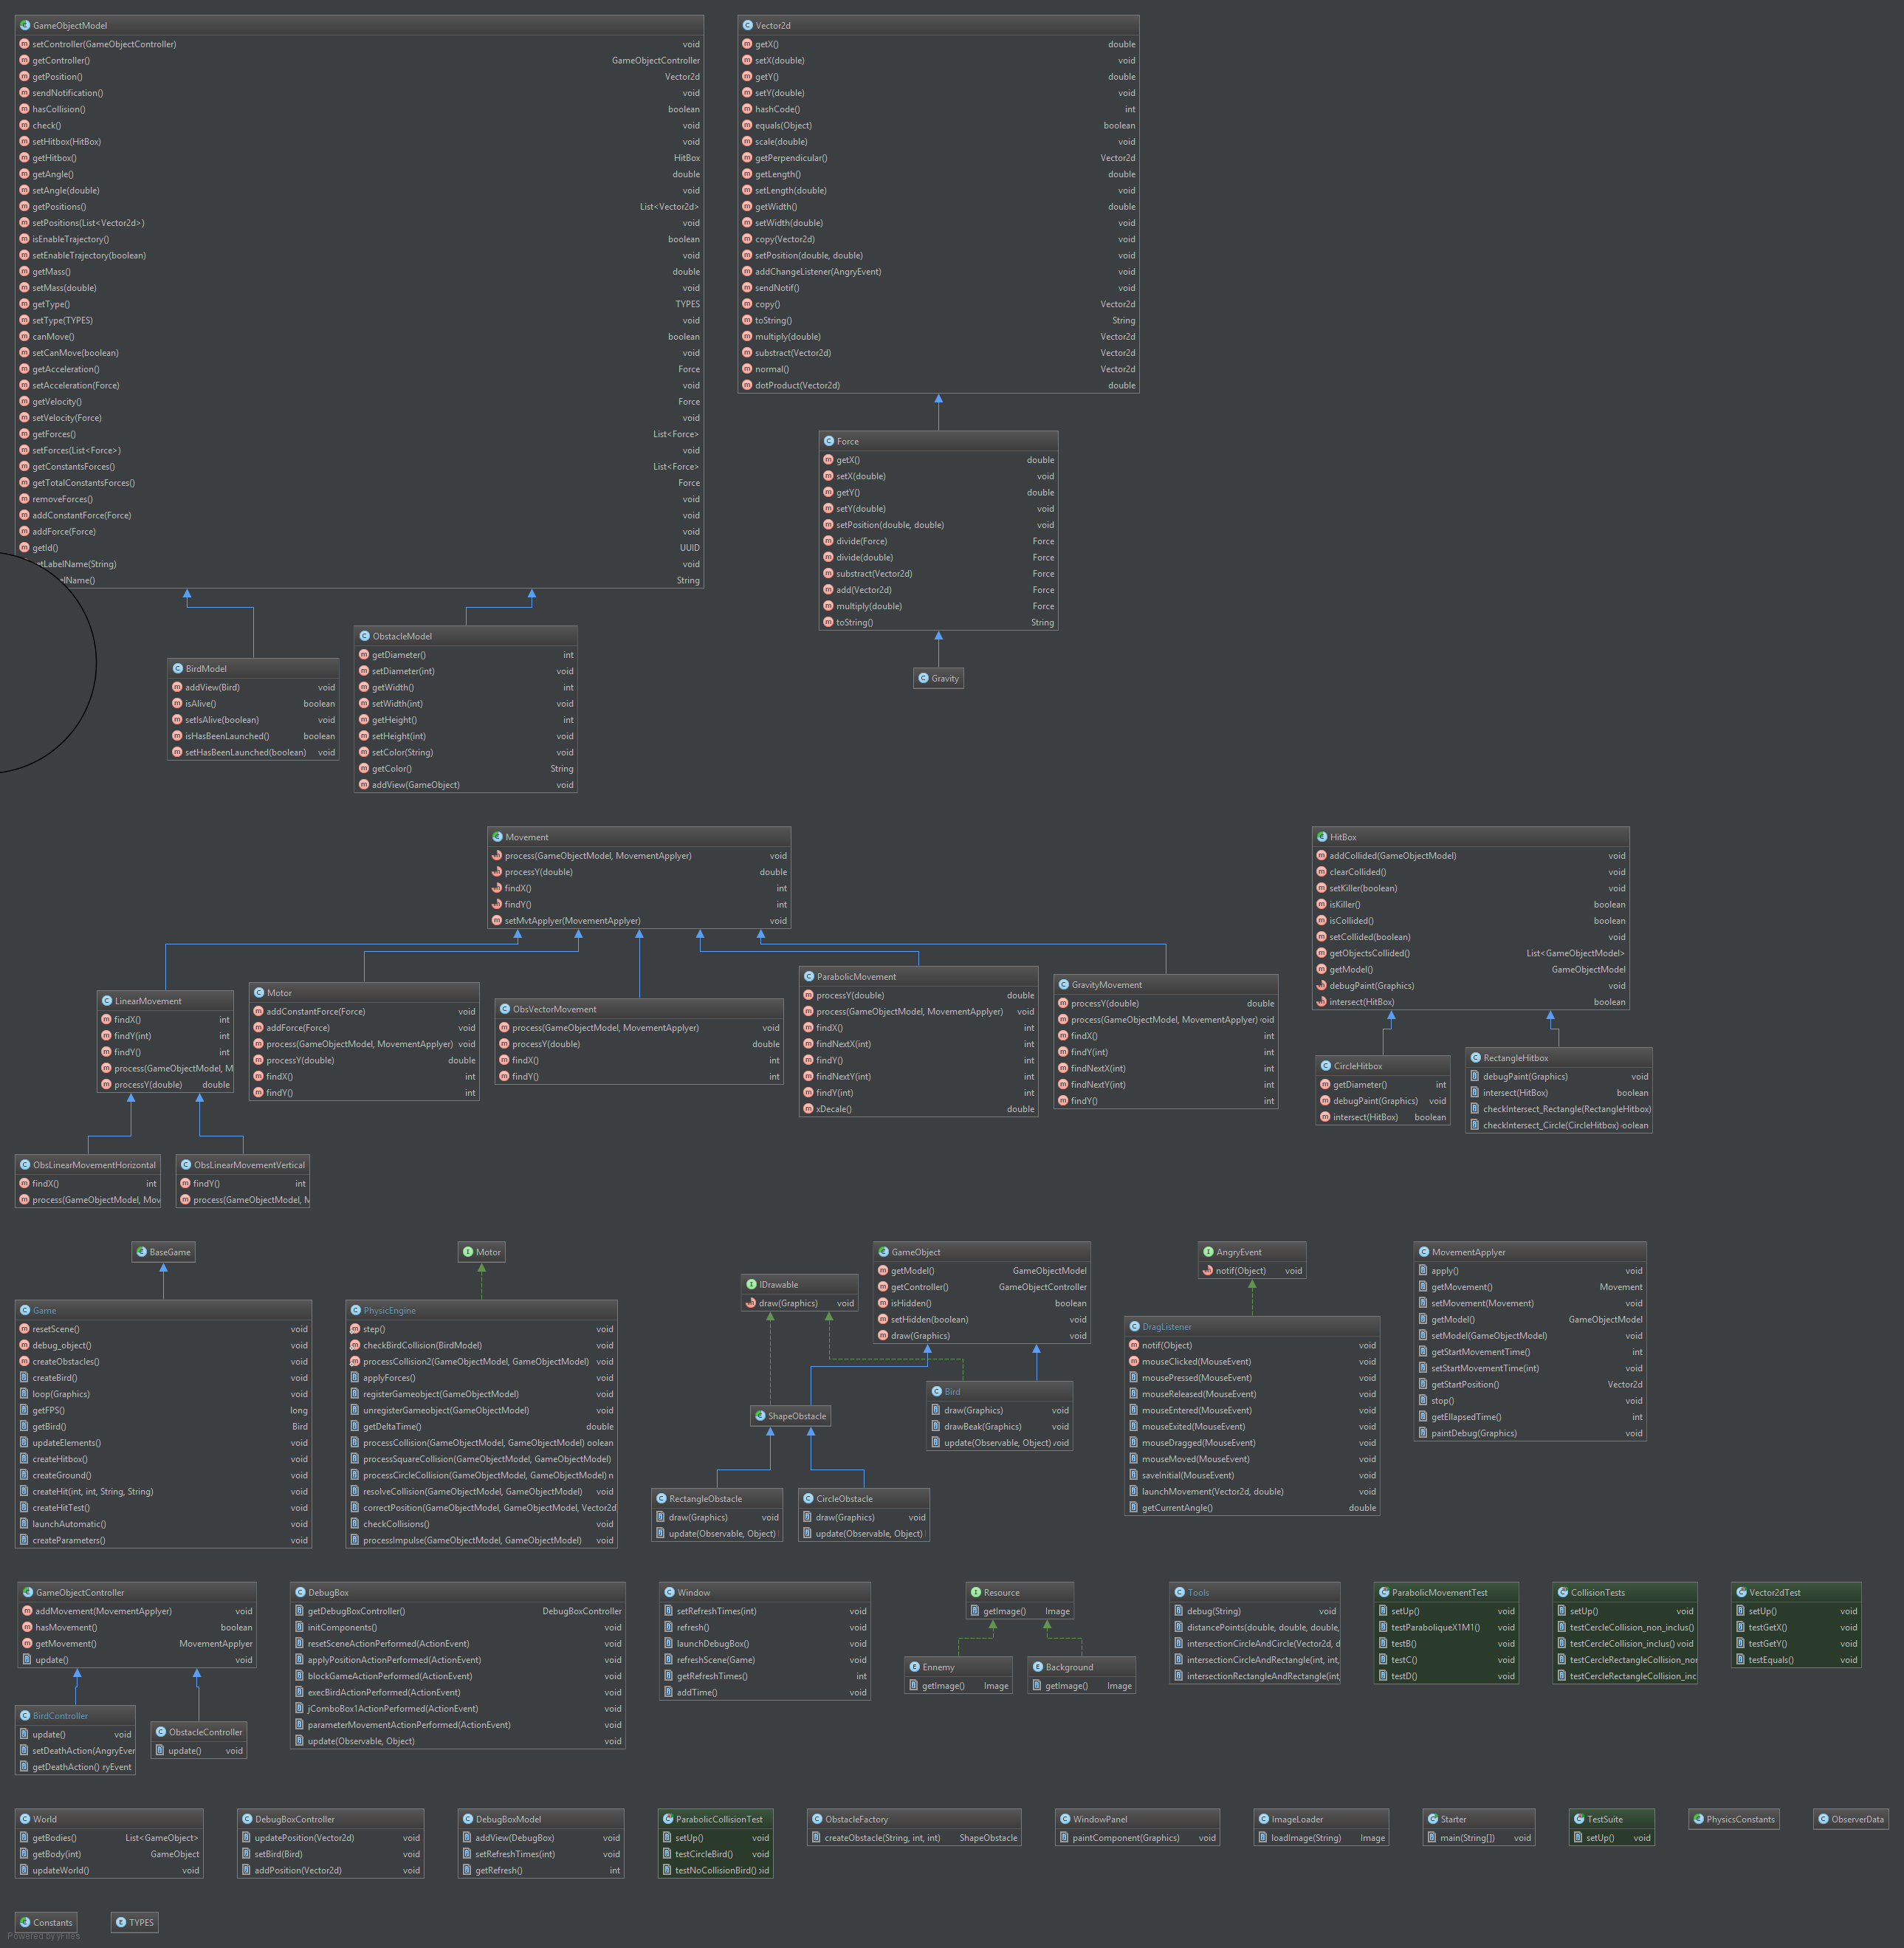 GameObjectModel
setController(GameObjectController) void
getController() GameObjectController
getPosition() Vector2d
sendNotification() void
hasCollision() boolean
check() void
setHitbox(HitBox) void
getHitbox() HitBox
getAngle() double
setAngle(double) void
getPositions() List<Vector2d>
setPositions(List<Vector2d>) void
isEnableTrajectory() boolean
setEnableTrajectory(boolean) void
getMass() double
setMass(double) void
getType() TYPES
setType(TYPES) void
canMove() boolean
setCanMove(boolean) void
getAcceleration() Force
setAcceleration(Force) void
getVelocity() Force
setVelocity(Force) void
getForces() List<Force>
setForces(List<Force>) void
getConstantsForces() List<Force>
getTotalConstantsForces() Force
removeForces() void
addConstantForce(Force) void
addForce(Force) void
getId() UUID
etLabelName(String) void
elName() String
Vector2d
getX() double
setX(double) void
getY() double
setY(double) void
hashCode() int
equals(Object) boolean
scale(double) void
getPerpendicular() Vector2d
getLength() double
setLength(double) void
getWidth() double
setWidth(double) void
copy(Vector2d) void
setPosition(double, double) void
addChangeListener(AngryEvent) void
sendNotif() void
copy() Vector2d
toString() String
multiply(double) Vector2d
substract(Vector2d) Vector2d
normal() Vector2d
dotProduct(Vector2d) double
Force
getX() double
setX(double) void
getY() double
setY(double) void
setPosition(double, double) void
divide(Force) Force
divide(double) Force
substract(Vector2d) Force
add(Vector2d) Force
multiply(double) Force
toString() String
Gravity
BirdModel
addView(Bird) void
isAlive() boolean
setIsAlive(boolean) void
isHasBeenLaunched() boolean
setHasBeenLaunched(boolean) void
ObstacleModel
getDiameter() int
setDiameter(int) void
getWidth() int
setWidth(int) void
getHeight() int
setHeight(int) void
setColor(String) void
getColor() String
addView(GameObject) void
Movement
process(GameObjectModel, MovementApplyer) void
processY(double) double
findX() int
findY() int
setMvtApplyer(MovementApplyer) void
HitBox
addCollided(GameObjectModel) void
clearCollided() void
setKiller(boolean) void
isKiller() boolean
isCollided() boolean
setCollided(boolean) void
getObjectsCollided() List<GameObjectModel>
getModel() GameObjectModel
debugPaint(Graphics) void
intersect(HitBox) boolean
LinearMovement
findX() int
findY(int) int
findY() int
process(GameObjectModel, M
processY(double) double
Motor
addConstantForce(Force) void
addForce(Force) void
process(GameObjectModel, MovementApplyer) void
processY(double) double
findX() int
findY() int
ObsVectorMovement
process(GameObjectModel, MovementApplyer) void
processY(double) double
findX() int
findY() int
ParabolicMovement
processY(double) double
process(GameObjectModel, MovementApplyer) void
findX() int
findNextX(int) int
findY() int
findNextY(int) int
findY(int) int
xDecale() double
GravityMovement
processY(double) double
process(GameObjectModel, MovementApplyer) oid
findX() int
findY(int) int
findNextX(int) int
findNextY(int) int
findY() int
CircleHitbox
getDiameter() int
debugPaint(Graphics) void
intersect(HitBox) boolean
RectangleHitbox
debugPaint(Graphics) void
intersect(HitBox) boolean
checkIntersect_Rectangle(RectangleHitbox)
checkIntersect_Circle(CircleHitbox) oolean
ObsLinearMovementHorizontal
findX() int
process(GameObjectModel, Mov
ObsLinearMovementVertical
findY() int
process(GameObjectModel, M
BaseGame
Game
resetScene() void
debug_object() void
createObstacles() void
createBird() void
loop(Graphics) void
getFPS() long
getBird() Bird
updateElements() void
createHitbox() void
createGround() void
createHit(int, int, String, String) void
createHitTest() void
launchAutomatic() void
createParameters() void
Motor
PhysicEngine
step() void
checkBirdCollision(BirdModel) void
processCollision2(GameObjectModel, GameObjectModel) void
applyForces() void
registerGameobject(GameObjectModel) void
unregisterGameobject(GameObjectModel) void
getDeltaTime() double
processCollision(GameObjectModel, GameObjectModel) oolean
processSquareCollision(GameObjectModel, GameObjectModel)
processCircleCollision(GameObjectModel, GameObjectModel) n
resolveCollision(GameObjectModel, GameObjectModel) void
correctPosition(GameObjectModel, GameObjectModel, Vector2d
checkCollisions() void
processImpulse(GameObjectModel, GameObjectModel) void
IDrawable
draw(Graphics) void
GameObject
getModel() GameObjectModel
getController() GameObjectController
isHidden() boolean
setHidden(boolean) void
draw(Graphics) void
Bird
draw(Graphics) void
drawBeak(Graphics) void
update(Observable, Object) void
ShapeObstacle
RectangleObstacle
draw(Graphics) void
update(Observable, Object)
CircleObstacle
draw(Graphics) void
update(Observable, Object)
AngryEvent
notif(Object) void
DragListener
notif(Object) void
mouseClicked(MouseEvent) void
mousePressed(MouseEvent) void
mouseReleased(MouseEvent) void
mouseEntered(MouseEvent) void
mouseExited(MouseEvent) void
mouseDragged(MouseEvent) void
mouseMoved(MouseEvent) void
saveInitial(MouseEvent) void
launchMovement(Vector2d, double) void
getCurrentAngle() double
MovementApplyer
apply() void
getMovement() Movement
setMovement(Movement) void
getModel() GameObjectModel
setModel(GameObjectModel) void
getStartMovementTime() int
setStartMovementTime(int) void
getStartPosition() Vector2d
stop() void
getEllapsedTime() int
paintDebug(Graphics) void
GameObjectController
addMovement(MovementApplyer) void
hasMovement() boolean
getMovement() MovementApplyer
update() void
BirdController
update() void
setDeathAction(AngryEver
getDeathAction() ryEvent
ObstacleController
update() void
DebugBox
getDebugBoxController() DebugBoxController
initComponents() void
resetSceneActionPerformed(ActionEvent) void
applyPositionActionPerformed(ActionEvent) void
blockGameActionPerformed(ActionEvent) void
execBirdActionPerformed(ActionEvent) void
jComboBox1ActionPerformed(ActionEvent) void
parameterMovementActionPerformed(ActionEvent) void
update(Observable, Object) void
Window
setRefreshTimes(int) void
refresh() void
launchDebugBox() void
refreshScene(Game) void
getRefreshTimes() int
addTime() void
Resource
getImage() Image
Ennemy
getImage() Image
Background
getImage() Image
Tools
debug(String) void
distancePoints(double, double, double,
intersectionCircleAndCircle(Vector2d, d
intersectionCircleAndRectangle(int, int,
intersectionRectangleAndRectangle(int,
ParabolicMovementTest
setUp() void
testParaboliqueX1M1() void
testB() void
testC() void
testD() void
CollisionTests
setUp() void
testCercleCollision_non_inclus()
testCercleCollision_inclus() void
testCercleRectangleCollision_nor
testCercleRectangleCollision_inc
Vector2dTest
setUp() void
testGetX() void
testGetY() void
testEquals() void
World
getBodies() List<GameObject>
getBody(int) GameObject
updateWorld() void
DebugBoxController
updatePosition(Vector2d) void
setBird(Bird) void
addPosition(Vector2d) void
DebugBoxModel
addView(DebugBox) void
setRefreshTimes(int) void
getRefresh() int
ParabolicCollisionTest
setUp() void
testCircleBird() void
testNoCollisionBird() oid
ObstacleFactory
createObstacle(String, int, int) ShapeObstacle
WindowPanel
paintComponent(Graphics) void
ImageLoader
loadImage(String) Image
Starter
main(String[]) void
TestSuite
setUp() void
PhysicsConstants
ObserverData
Constants
TYPES
Powered by yFiles